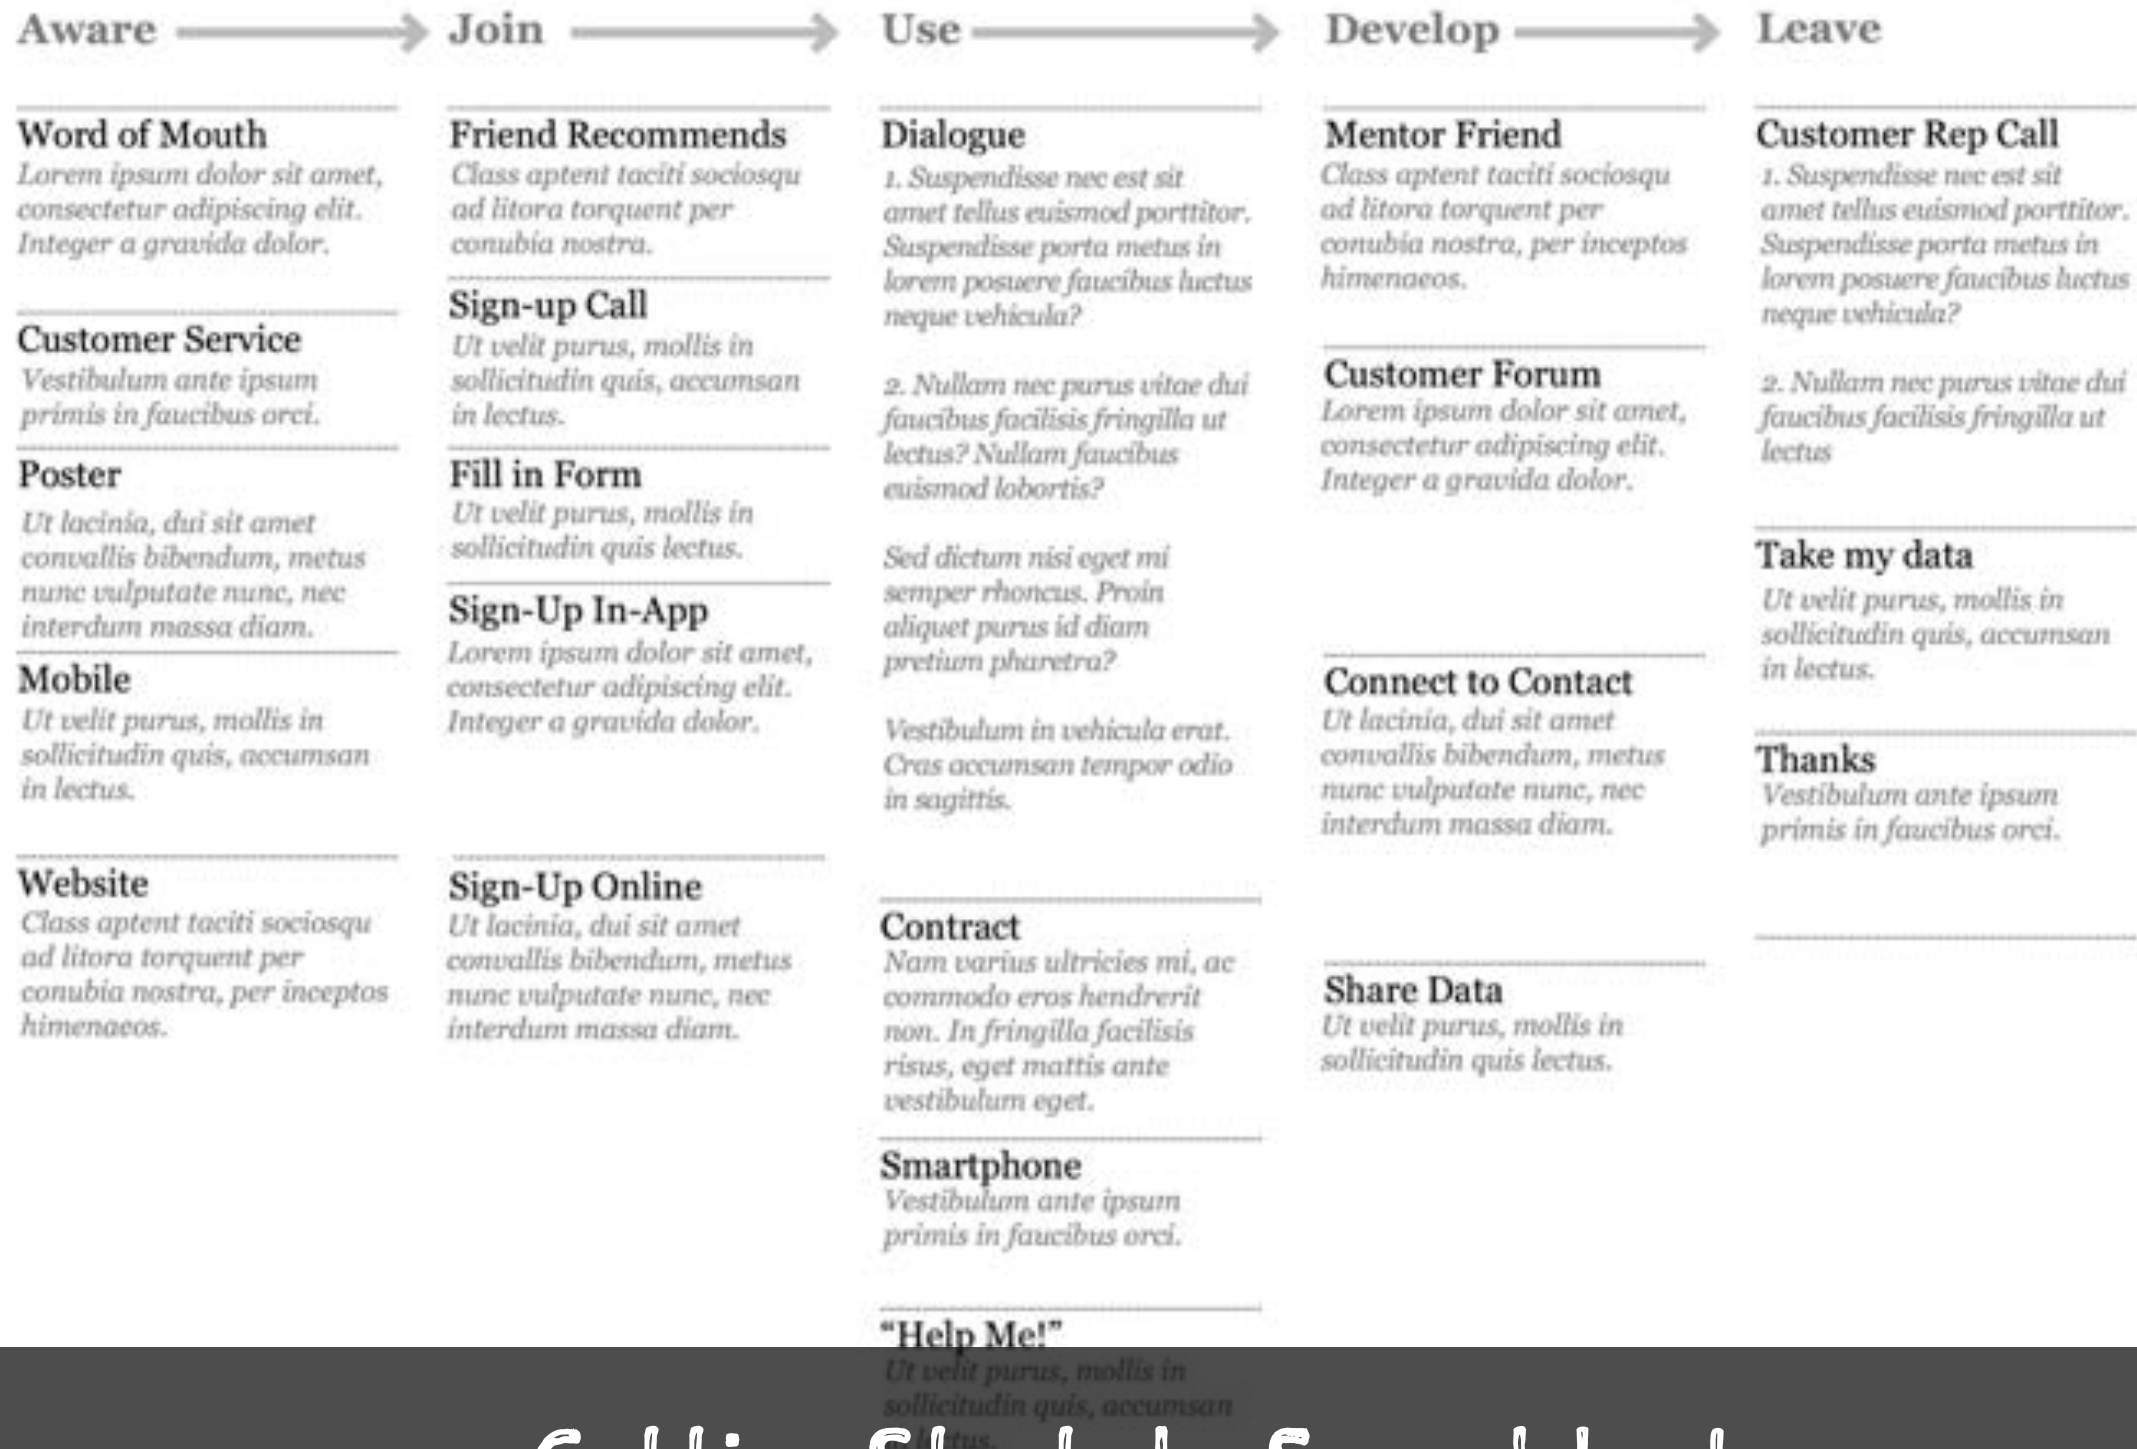 Aware
Join
Use
Develop
Leave
Word of Mouth
Lorem ipsum dolor sit amet,
consectetur adipiscing elit.
Integer a gravida dolor.
Customer Service
Vestibulum ante ipsum
primis in faucibus orci.
Poster
Ut lacinia, dui sit amet
convallis bibendum, metus
nunc vulputate nunc, nec
interdum massa diam.
Mobile
Ut velit purus, mollis in
sollicitudin quis, accumsan
in lectus.
Website
Class aptent taciti sociosqu
ad litora torquent per
conubia nostra, per inceptos
himenaeos.
Friend Recommends
Class aptent taciti sociosqu
ad litora torquent per
conubia nostra.
Sign-up Call
Ut velit purus, mollis in
sollicitudin quis, accumsan
in lectus.
Fill in Form
Ut velit purus, mollis in
sollicitudin quis lectus.
Sign-Up In-App
Lorem ipsum dolor sit amet,
consectetur adipiscing elit.
Integer a gravida dolor.
Sign-Up Online
Ut lacinia, dui sit amet
convallis bibendum, metus
nunc vulputate nunc, nec
interdum massa diam.
Dialogue
1. Suspendisse nec est sit
amet tellus euismod porttitor.
Suspendisse porta metus in
lorem posuere faucibus luctus
neque vehicula?
2. Nullam nec purus vitae dui
faucibus facilisis fringilla ut
lectus? Nullam faucibus
euismod lobortis?
Sed dictum nisi eget mi
semper rhoncus. Proin
aliquet purus id diam
pretium pharetra?
Vestibulum in vehicula erat.
Cras accumsan tempor odio
in sagittis.
Contract
Nam varius ultricies mi, ac
commodo eros hendrerit
non. In fringilla facilisis
risus, eget mattis ante
vestibulum eget.
Smartphone
Vestibulum ante ipsum
primis in faucibus orci.
“Help Me!”
Ut velit purus, mollis in
sollicitudin quis, accumsan
lectus.
Mentor Friend
Class aptent taciti sociosqu
ad litora torquent per
conubia nostra, per inceptos
himenaeos.
Customer Forum
Lorem ipsum dolor sit amet,
consectetur adipiscing elit.
Integer a gravida dolor.
Connect to Contact
Ut lacinia, dui sit amet
convallis bibendum, metus
nunc vulputate nunc, nec
interdum massa diam.
Share Data
Ut velit purus, mollis in
sollicitudin quis lectus.
Customer Rep Call
1. Suspendisse nec est sit
amet tellus euismod porttitor.
Suspendisse porta metus in
lorem posuere faucibus luctus
neque vehicula?
2. Nullam nec purus vitae dui
faucibus facilisis fringilla ut
lectus
Take my data
Ut velit purus, mollis in
sollicitudin quis, accumsan
in lectus.
Thanks
Vestibulum ante ipsum
primis in faucibus orci.